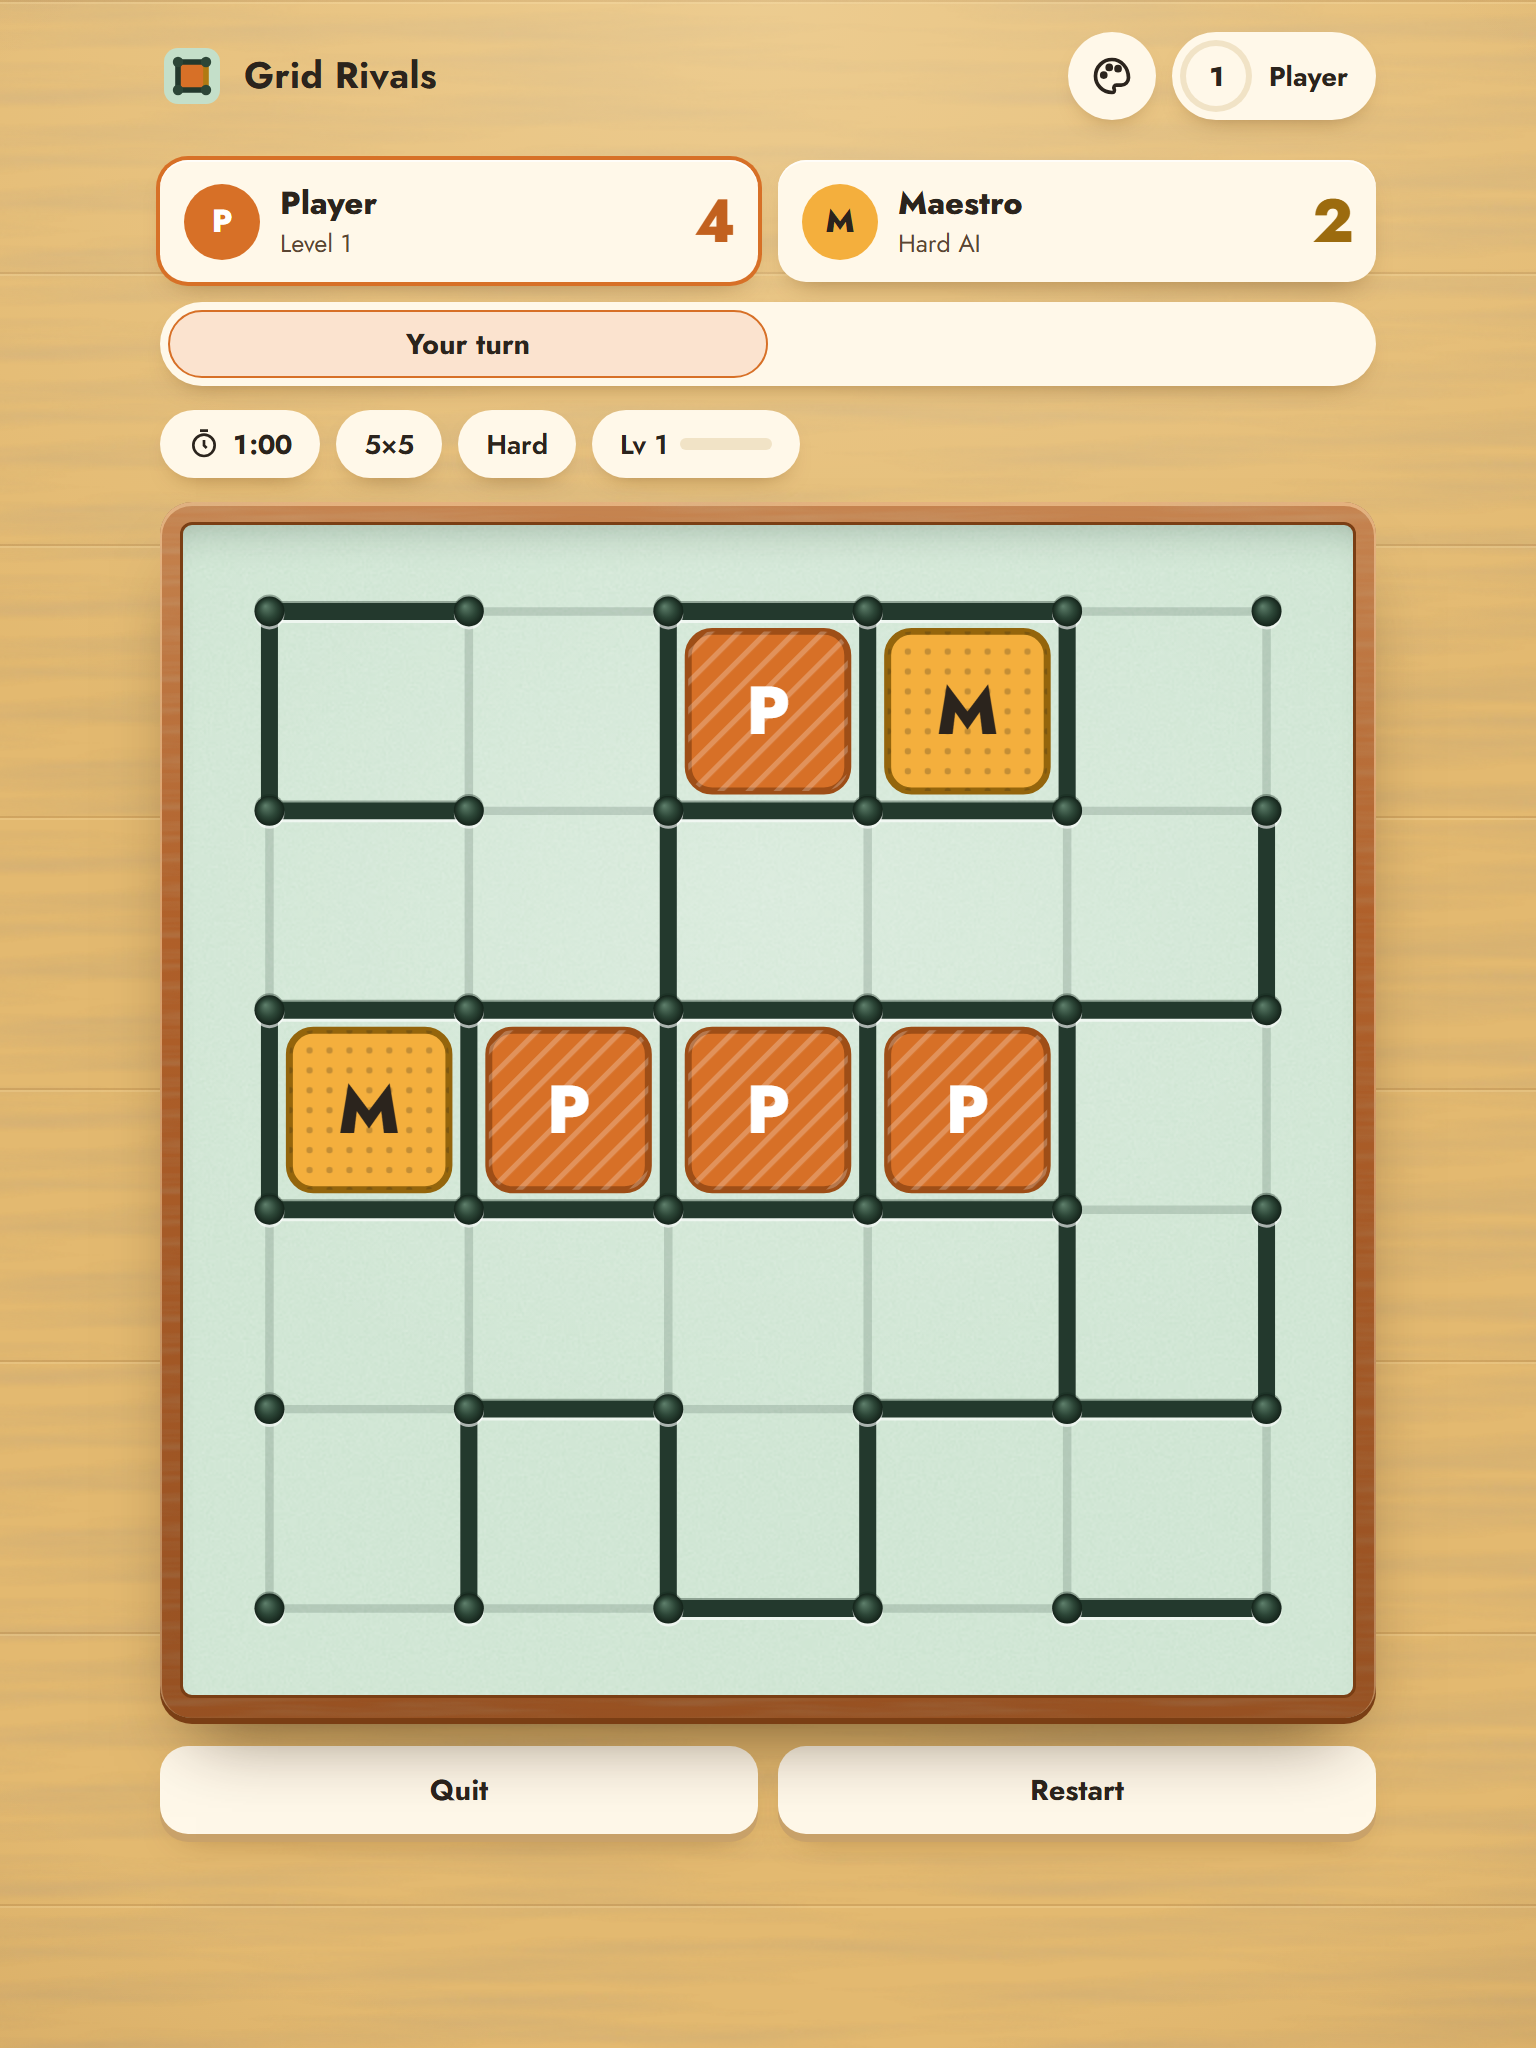 Grid Rivals
1 Player
P Player 4
Level 1
M Maestro 2
Hard AI
Your turn
1:00 5×5 Hard Lv 1
P M
M P P P
Quit Restart